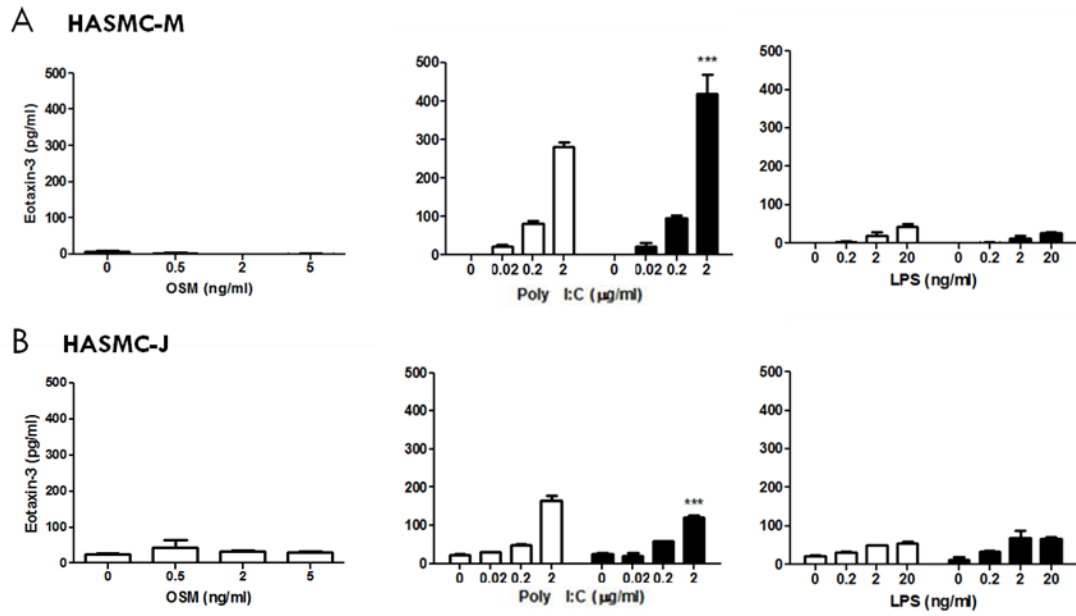 A HASMC-M
Eotaxin-3 (pg/ml)
500
400
300
200
100
0
0 0.5 2 5
OSM (ng/ml)
500
400
300
200
100
0
***
0 0.02 0.2 2 0 0.02 0.2 2
Poly I:C (µg/ml)
500
400
300
200
100
0
0 0.2 2 20 0 0.2 2 20
LPS (ng/ml)
B HASMC-J
Eotaxin-3 (pg/ml)
500
400
300
200
100
0
0 0.5 2 5
OSM (ng/ml)
500
400
300
200
100
0
***
0 0.02 0.2 2 0 0.02 0.2 2
Poly I:C (µg/ml)
500
400
300
200
100
0
0 0.2 2 20 0 0.2 2 20
LPS (ng/ml)